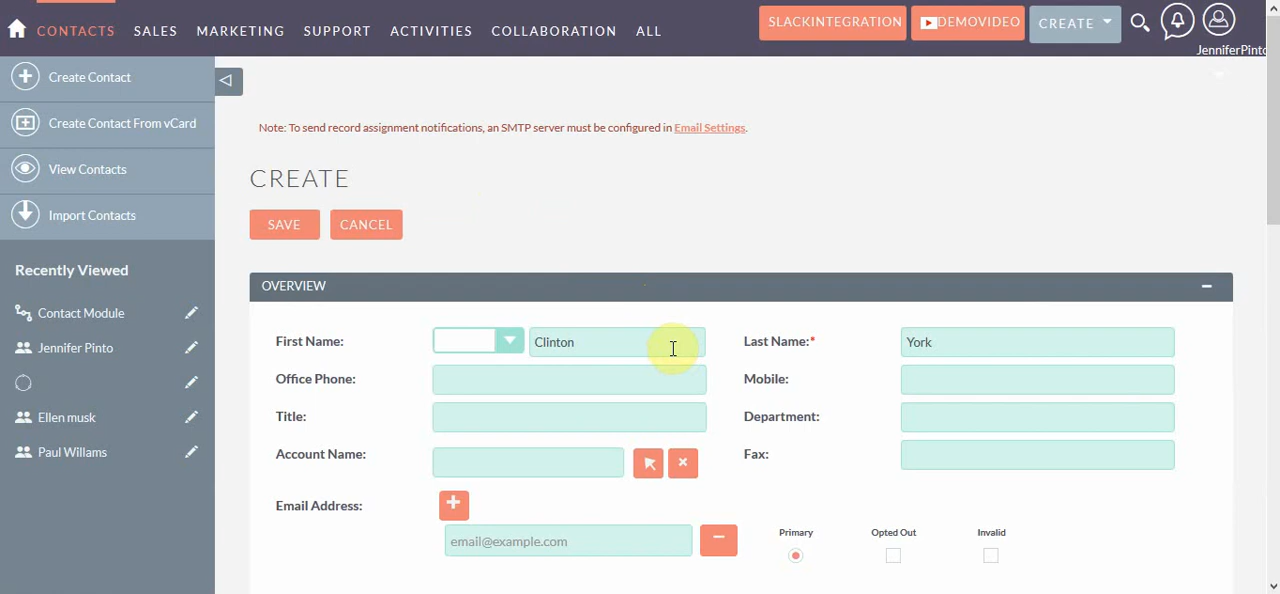 CONTACTS SALES MARKETING SUPPORT ACTIVITIES COLLABORATION ALL SLACKINTEGRATION DEMOVIDEO CREATE
JenniferPinto
Create Contact
Create Contact From vCard
View Contacts
Import Contacts
Recently Viewed
Contact Module
Jennifer Pinto
Ellen musk
Paul Willams
Note: To send record assignment notifications, an SMTP server must be configured in Email Settings.
CREATE
SAVE CANCEL
OVERVIEW
First Name: Clinton Last Name:* York
Office Phone: Mobile:
Title: Department:
Account Name: Fax:
Email Address:
Primary Opted Out Invalid
email@example.com